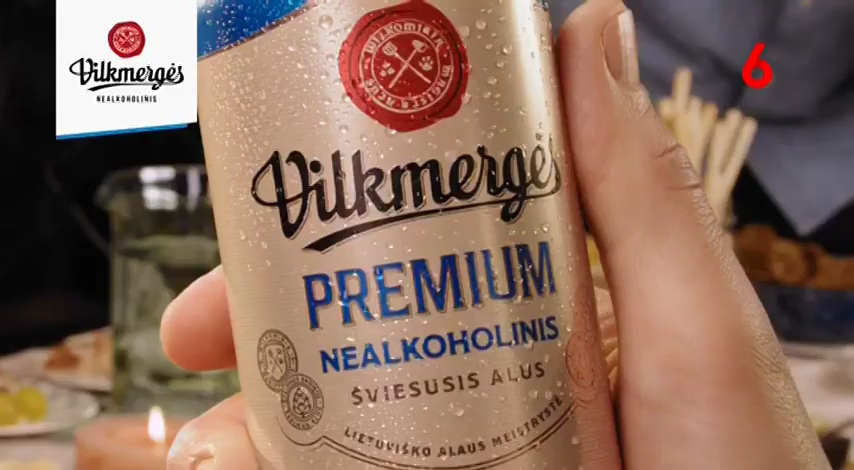 Vilkmergės
NEALKOHOLINIS
6
Vilkmergės
PREMIUM
NEALKOHOLINIS
ŠVIESUSIS ALUS
LIETUVIŠKO ALAUS MEISTRYSTĖ